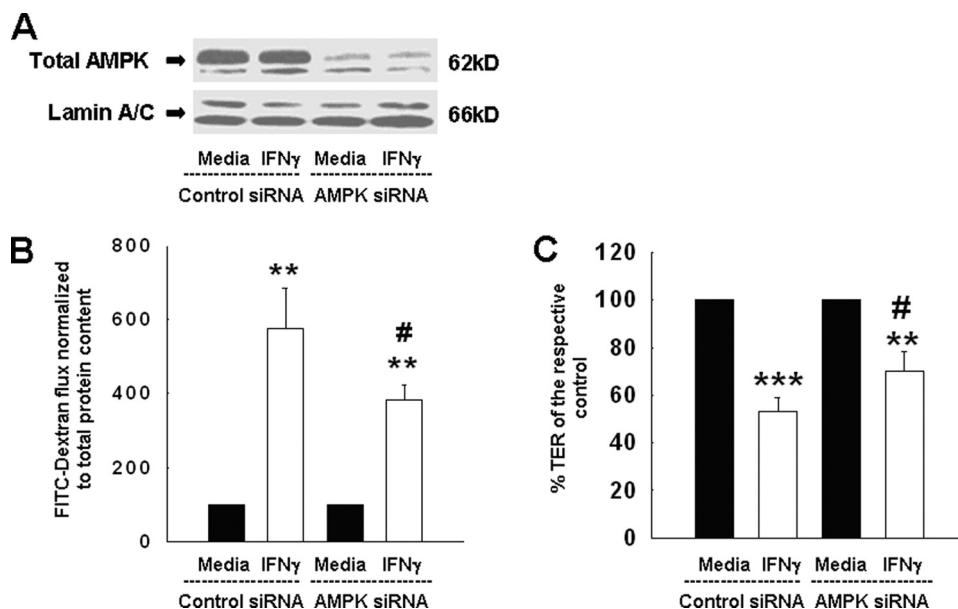 A
Total AMPK
62kD
Lamin A/C
66kD
Media IFNγ Media IFNγ
Control siRNA AMPK siRNA
B
FITC-Dextran flux normalized
to total protein content
800
600
400
200
0
**
#
**
Media IFNγ Media IFNγ
Control siRNA AMPK siRNA
C
% TER of the respective
control
120
100
80
60
40
20
0
***
#
**
Media IFNγ Media IFNγ
Control siRNA AMPK siRNA